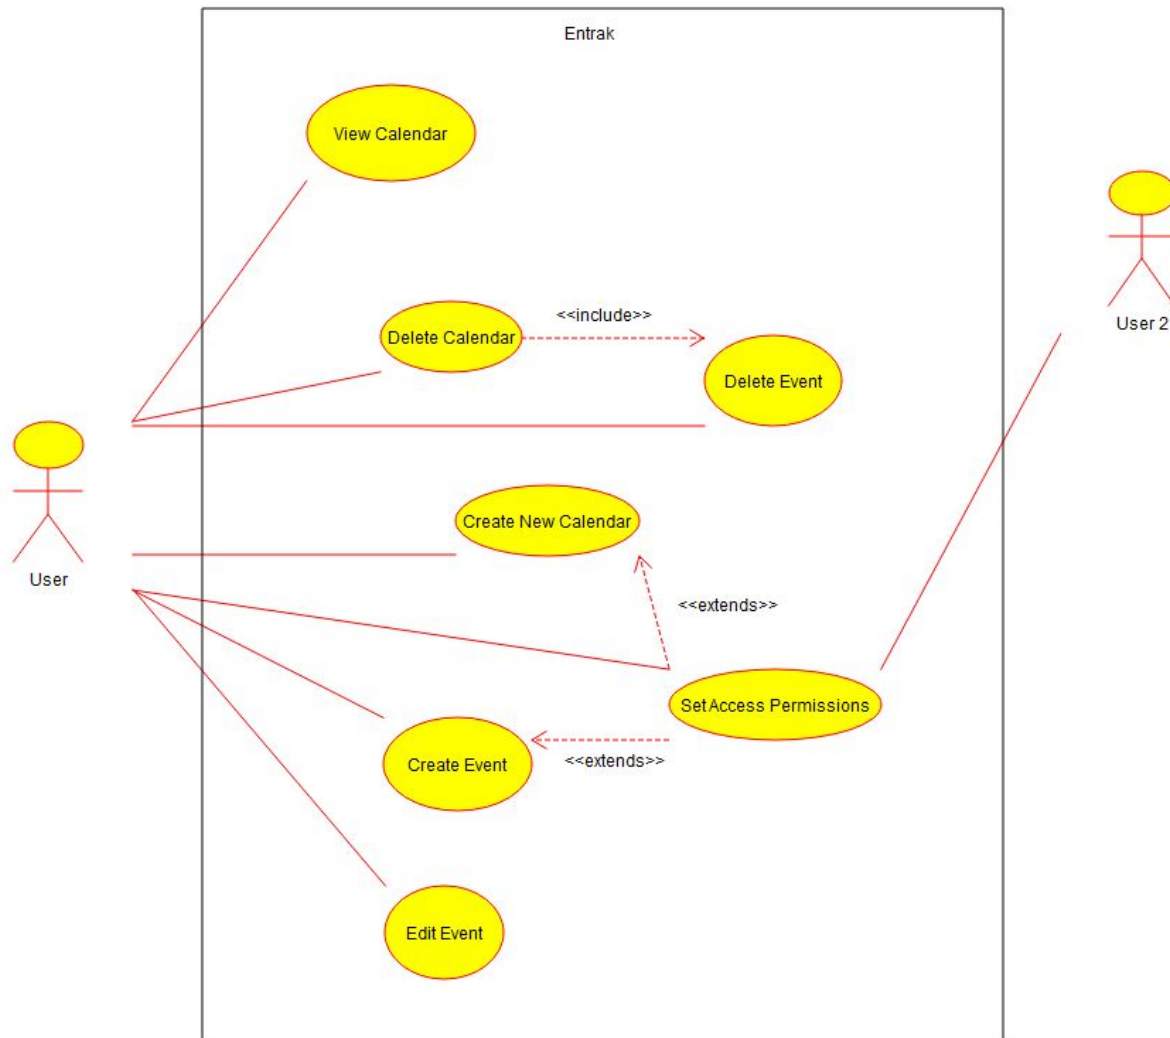 Entrak
View Calendar
User 2
<<include>>
Delete Calendar
Delete Event
Create New Calendar
User
<<extends>>
Set Access Permissions
<<extends>>
Create Event
Edit Event